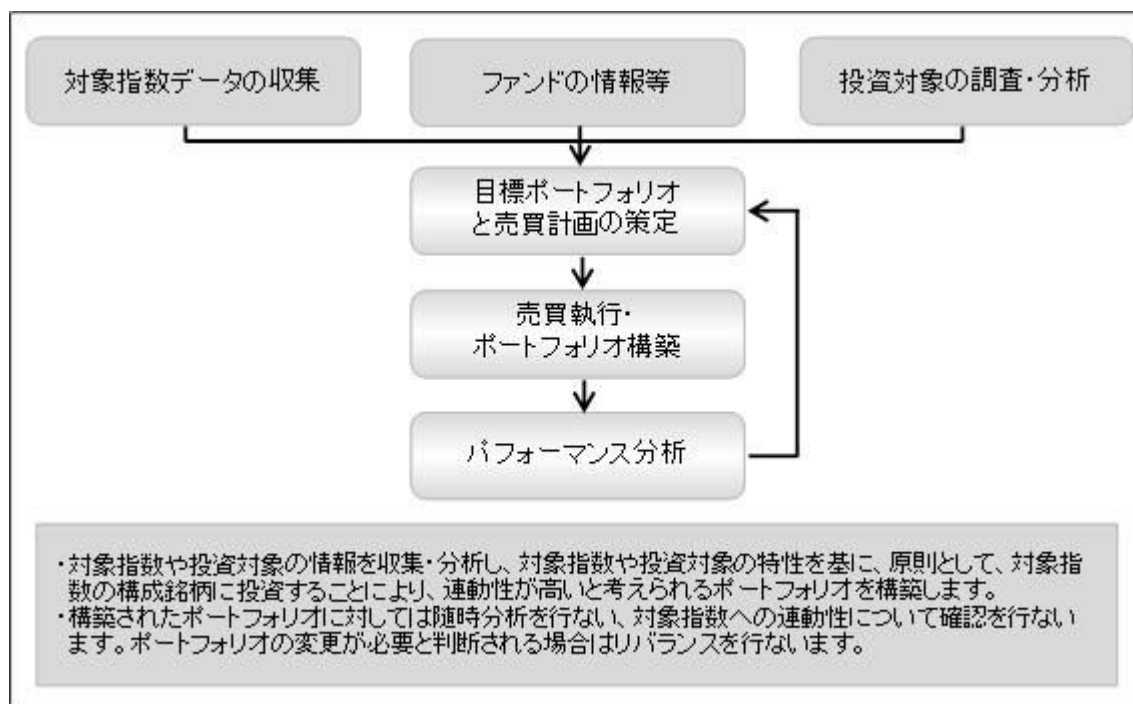 対象指数データの収集
ファンドの情報等
投資対象の調査・分析
目標ポートフォリオ
と売買計画の策定
売買執行・
ポートフォリオ構築
パフォーマンス分析
・対象指数や投資対象の情報を収集・分析し、対象指数や投資対象の特性を基に、原則として、対象指
数の構成銘柄に投資することにより、連動性が高いと考えられるポートフォリオを構築します。
・構築されたポートフォリオに対しては随時分析を行ない、対象指数への連動性について確認を行ない
ます。ポートフォリオの変更が必要と判断される場合はリバランスを行ないます。